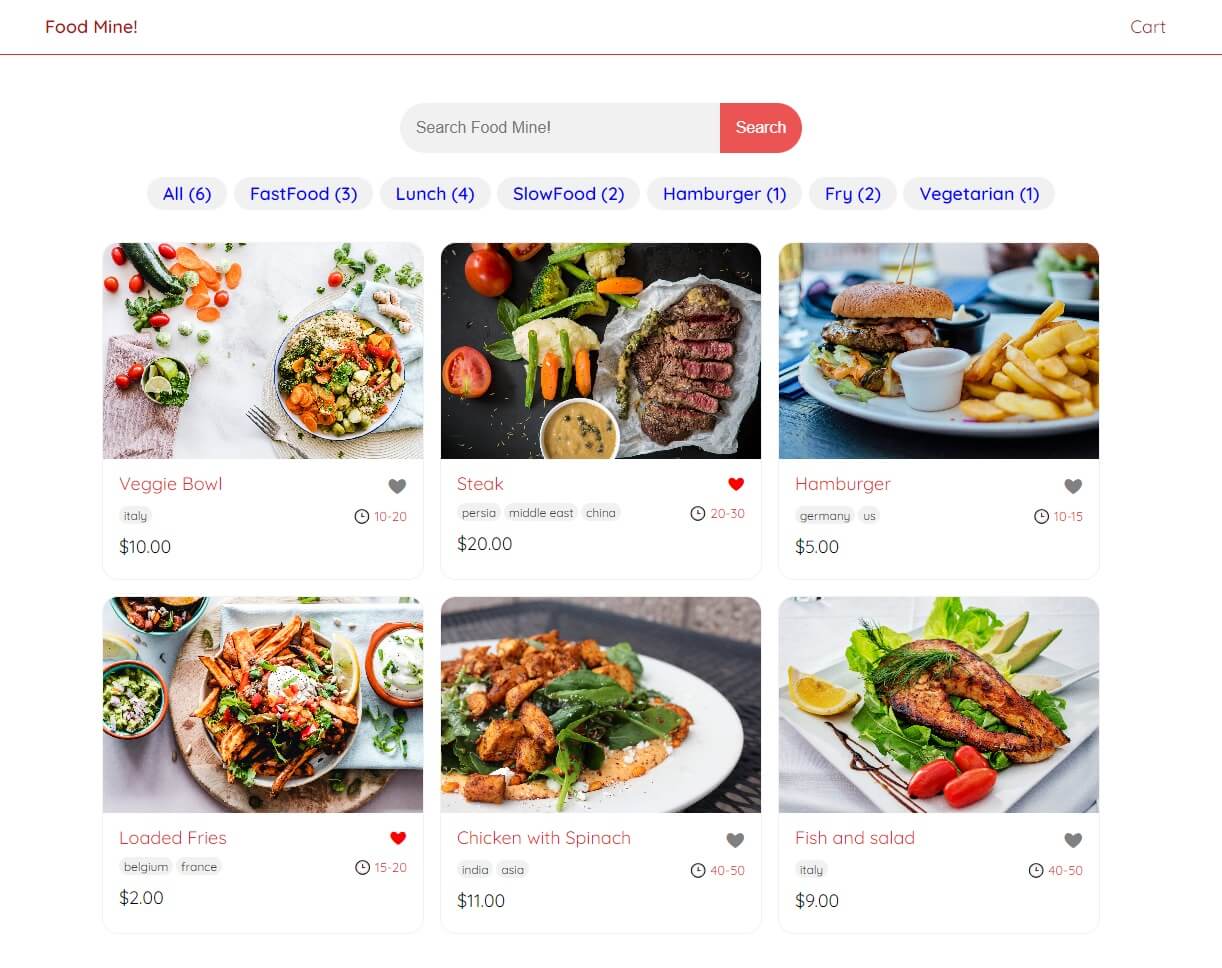 Food Mine! Cart
Search Food Mine! Search
All (6) FastFood (3) Lunch (4) SlowFood (2) Hamburger (1) Fry (2) Vegetarian (1)
Veggie Bowl
italy 10-20
$10.00
Steak
persia middle east china 20-30
$20.00
Hamburger
germany us 10-15
$5.00
Loaded Fries
belgium france 15-20
$2.00
Chicken with Spinach
india asia 40-50
$11.00
Fish and salad
italy 40-50
$9.00